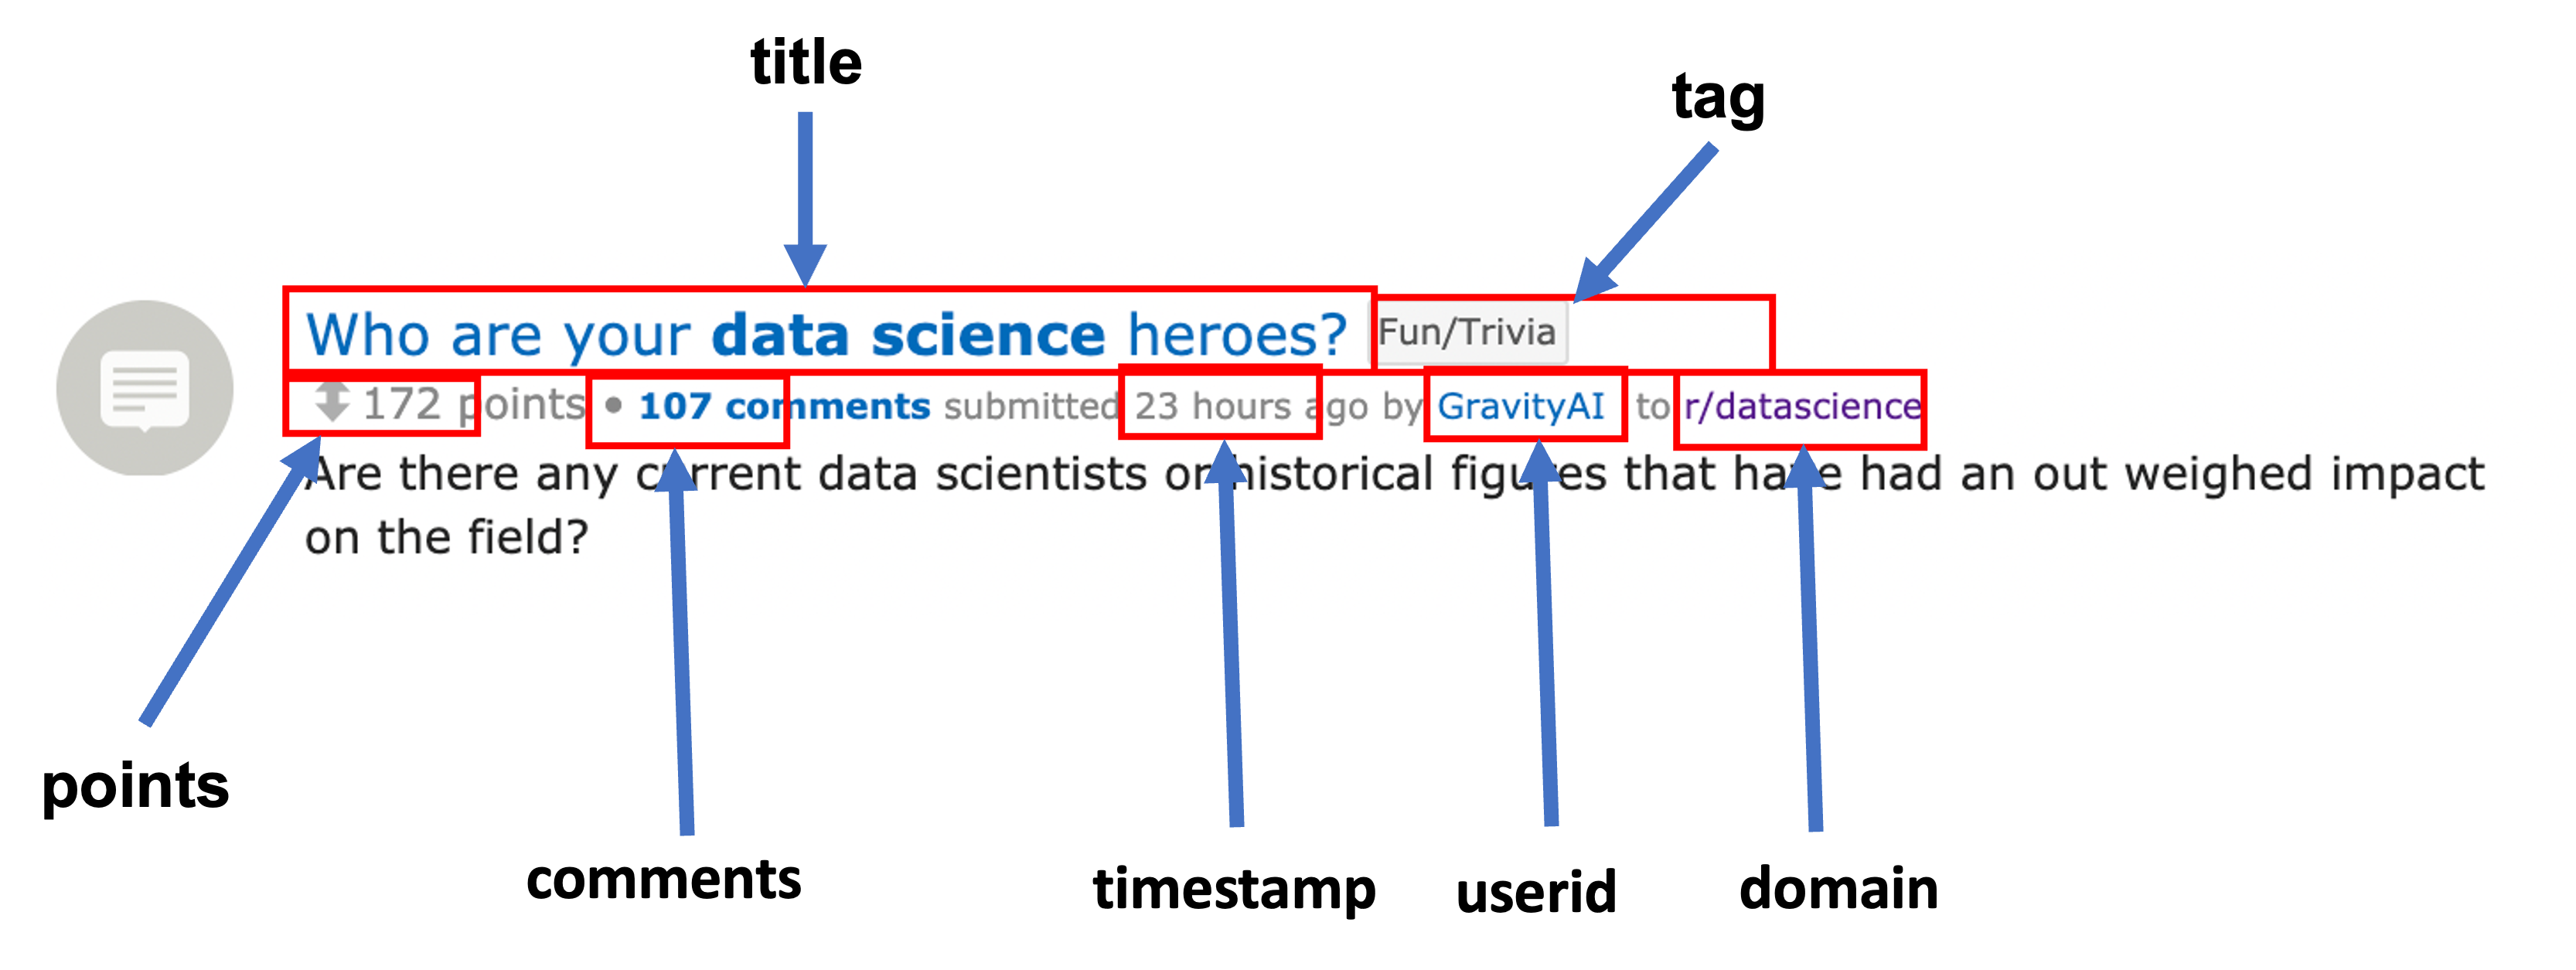 title
tag
Who are your data science heroes? Fun/Trivia
172 points • 107 comments submitted 23 hours ago by GravityAI to r/datascience
Are there any current data scientists or historical figures that have had an out weighed impact
on the field?
points
comments
timestamp
userid
domain